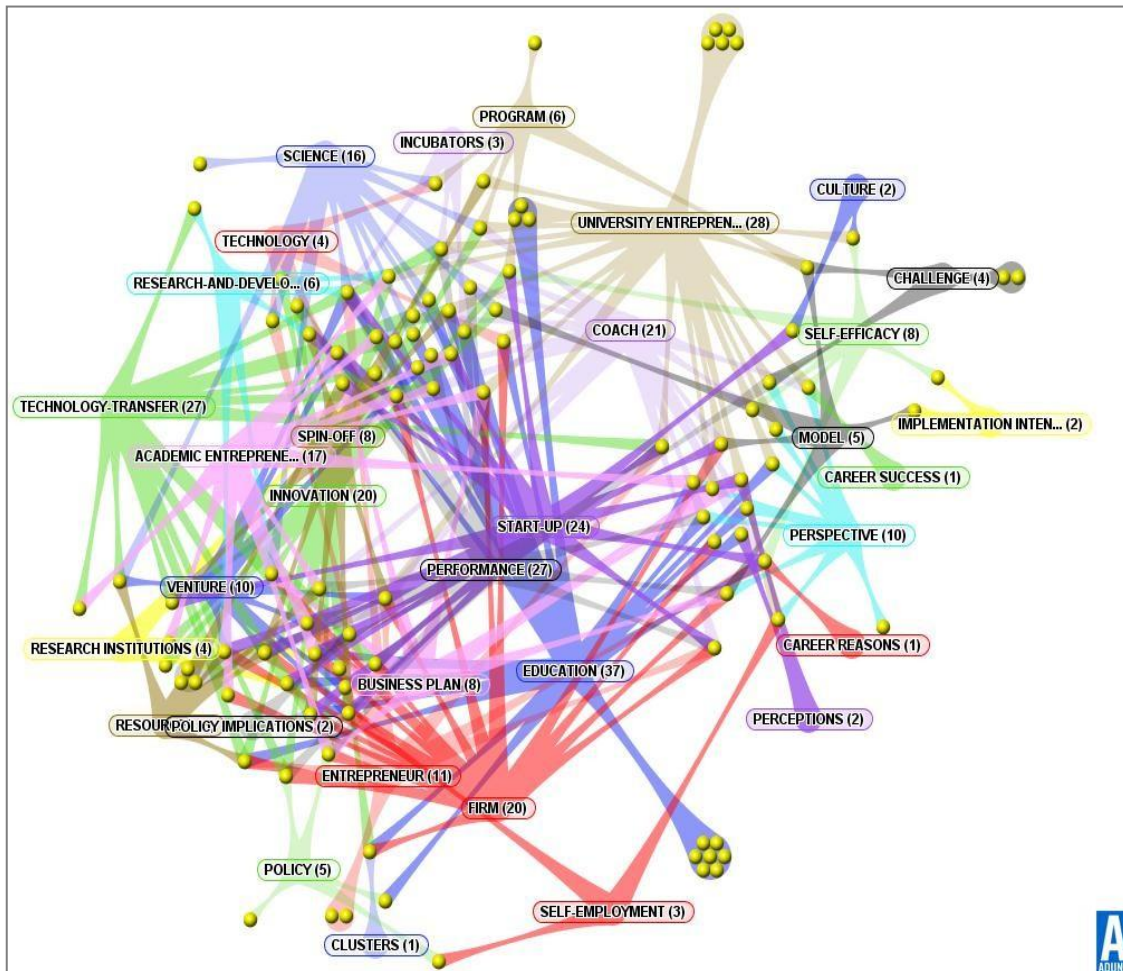 PROGRAM (6)
INCUBATORS (3)
SCIENCE (16)
CULTURE (2)
UNIVERSITY ENTREPREN... (28)
TECHNOLOGY (4)
CHALLENGE (4)
RESEARCH-AND-DEVELO... (6)
COACH (21)
SELF-EFFICACY (8)
TECHNOLOGY-TRANSFER (27)
IMPLEMENTATION INTEN... (2)
SPIN-OFF (8)
MODEL (5)
ACADEMIC ENTREPRENE... (17)
CAREER SUCCESS (1)
INNOVATION (20)
START-UP (24)
PERSPECTIVE (10)
PERFORMANCE (27)
VENTURE (10)
RESEARCH INSTITUTIONS (4)
CAREER REASONS (1)
EDUCATION (37)
BUSINESS PLAN (8)
PERCEPTIONS (2)
POLICY IMPLICATIONS (2)
ENTREPRENEUR (11)
FIRM (20)
POLICY (5)
SELF-EMPLOYMENT (3)
CLUSTERS (1)
A